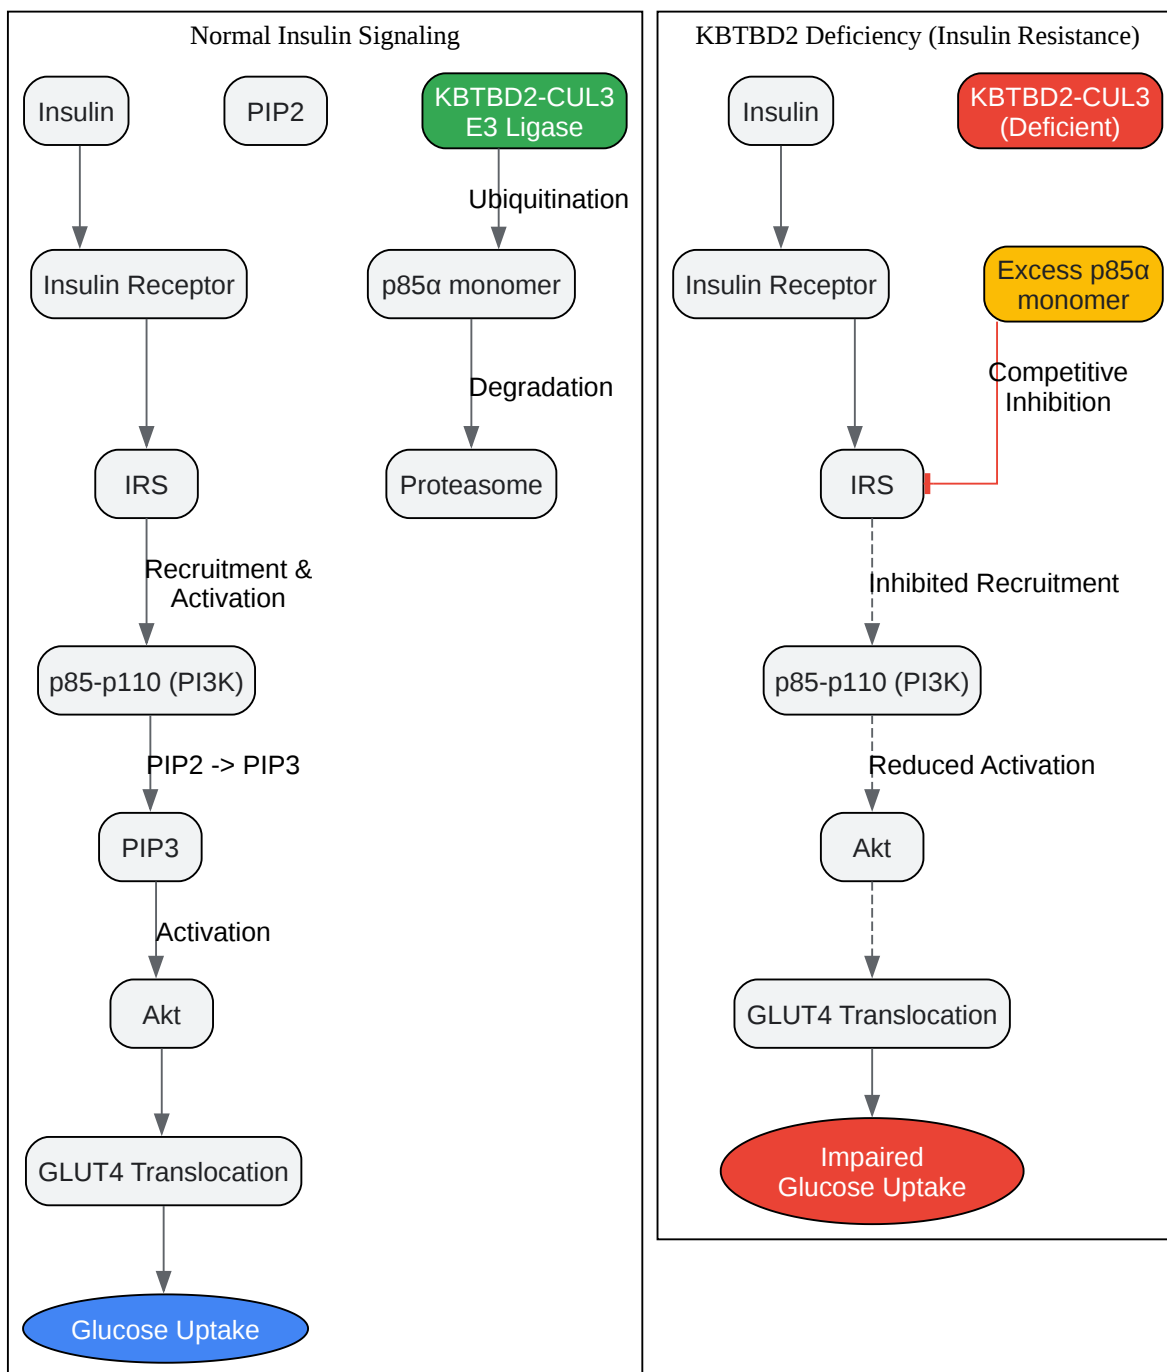 Normal Insulin Signaling
Insulin
PIP2
KBTBD2-CUL3
E3 Ligase
Ubiquitination
Insulin Receptor
p85α monomer
Degradation
IRS
Proteasome
Recruitment &
Activation
p85-p110 (PI3K)
PIP2 -> PIP3
PIP3
Activation
Akt
GLUT4 Translocation
Glucose Uptake
KBTBD2 Deficiency (Insulin Resistance)
Insulin
KBTBD2-CUL3
(Deficient)
Insulin Receptor
Excess p85α
monomer
Competitive
Inhibition
IRS
Inhibited Recruitment
p85-p110 (PI3K)
Reduced Activation
Akt
GLUT4 Translocation
Impaired
Glucose Uptake